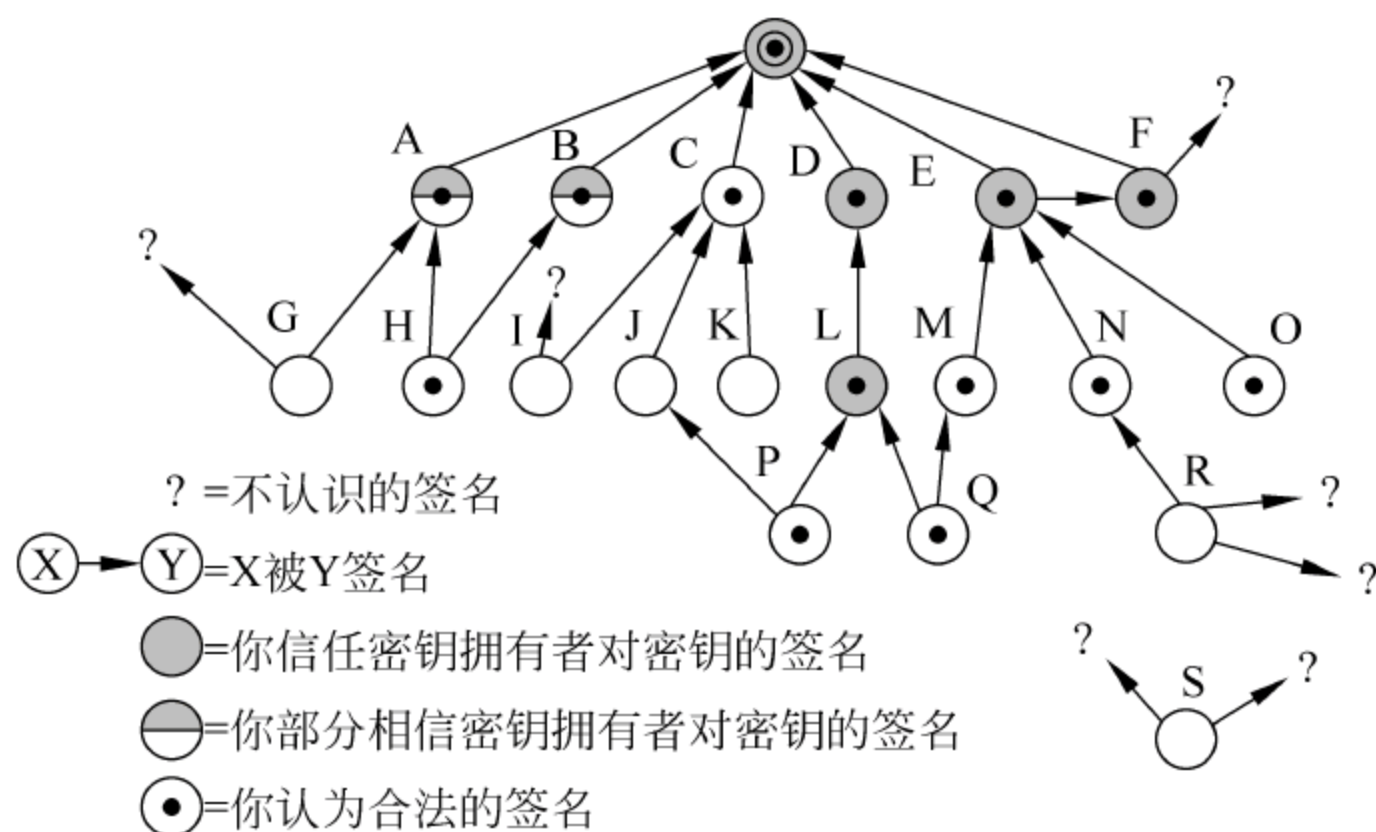 ?
F
A
B
C
D
E
?
?
G
H
I
J
K
L
M
N
O
P
Q
R
? =不认识的签名
?
X
Y
=X被Y签名
?
=你信任密钥拥有者对密钥的签名
?
S
?
=你部分相信密钥拥有者对密钥的签名
=你认为合法的签名